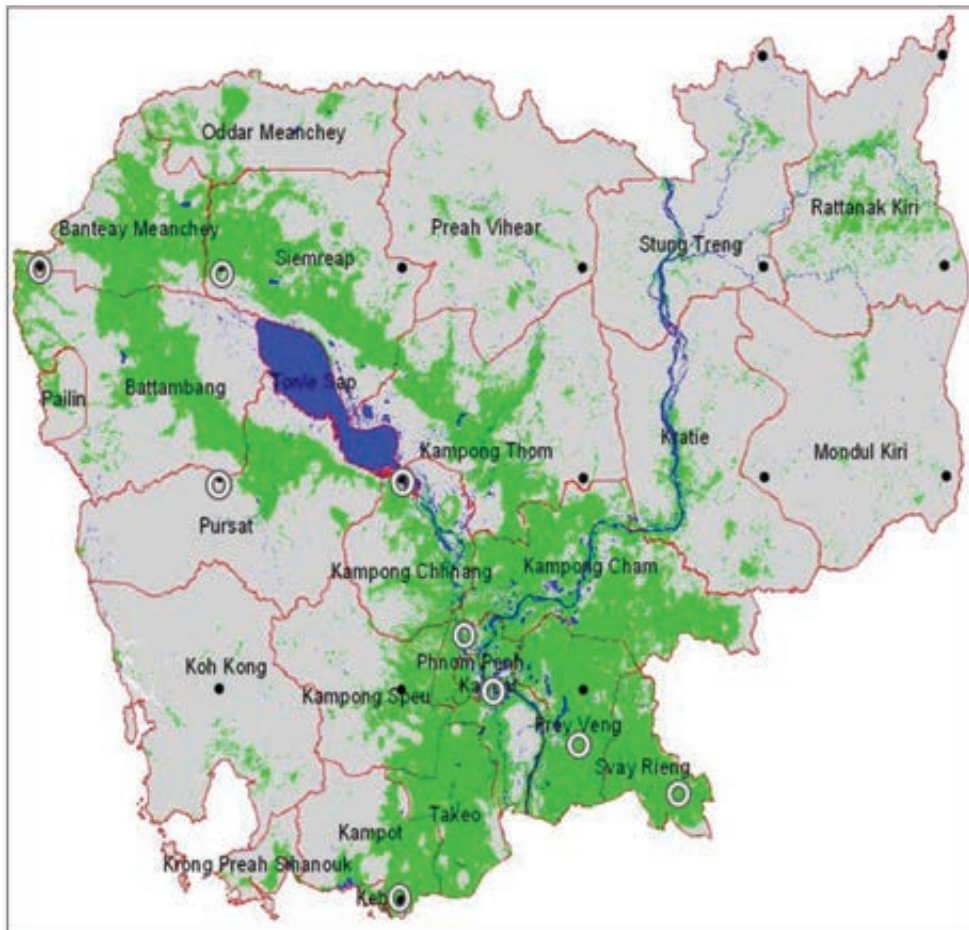 Oddar Meanchey
Banteay Meanchey
Siemreap
Preah Vihear
Stung Treng
Rattanak Kiri
Pailin
Battambang
Tonle Sap
Kampong Thom
Kratie
Mondul Kiri
Pursat
Kampong Chhnang
Kampong Cham
Koh Kong
Phnom Penh
Kampong Speu
Prey Veng
Svay Rieng
Kampot
Takeo
Krong Preah Sihanouk